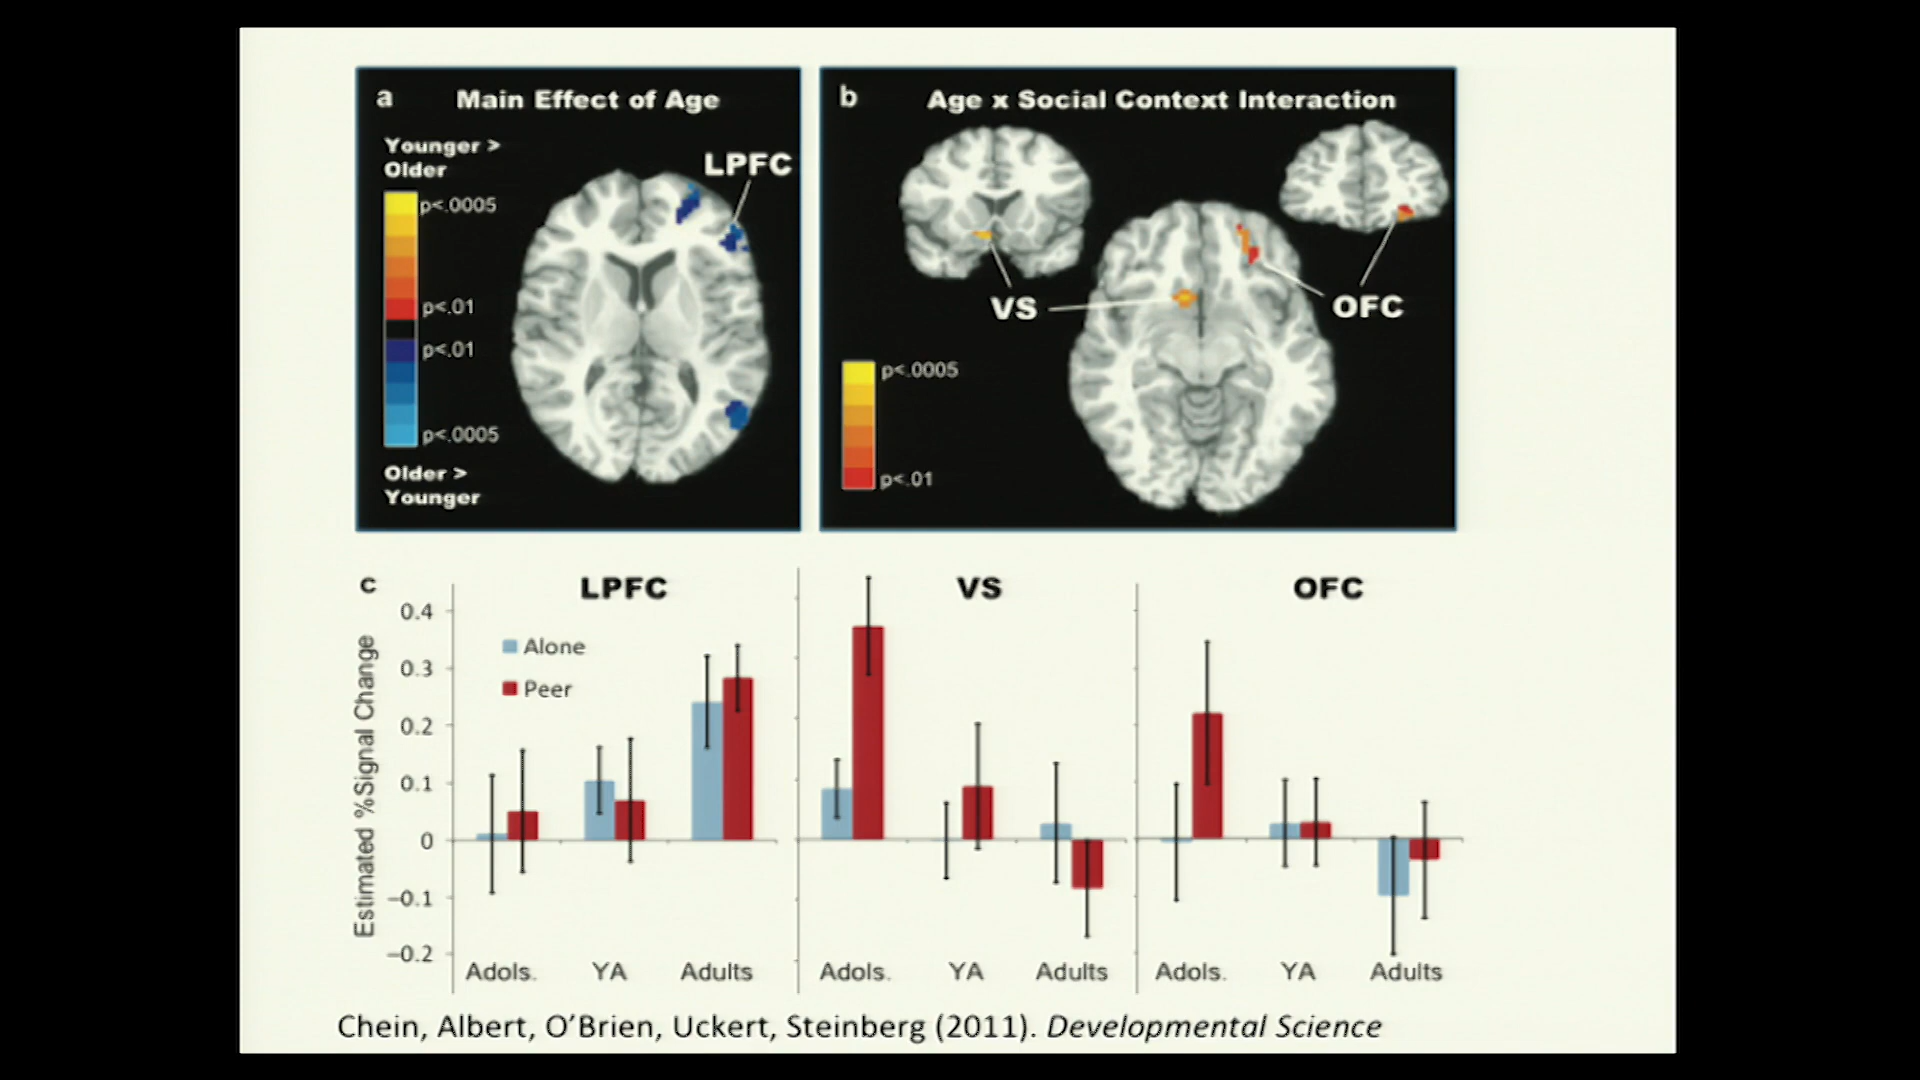 a Main Effect of Age
Younger >
Older
LPFC
p<.0005
p<.01
p<.01
p<.0005
Older >
Younger
b Age x Social Context Interaction
VS
OFC
p<.0005
p<.01
c LPFC VS OFC
Estimated %Signal Change
0.4
0.3
0.2
0.1
0
–0.1
–0.2
Alone
Peer
Adols. YA Adults Adols. YA Adults Adols. YA Adults
Chein, Albert, O’Brien, Uckert, Steinberg (2011). Developmental Science